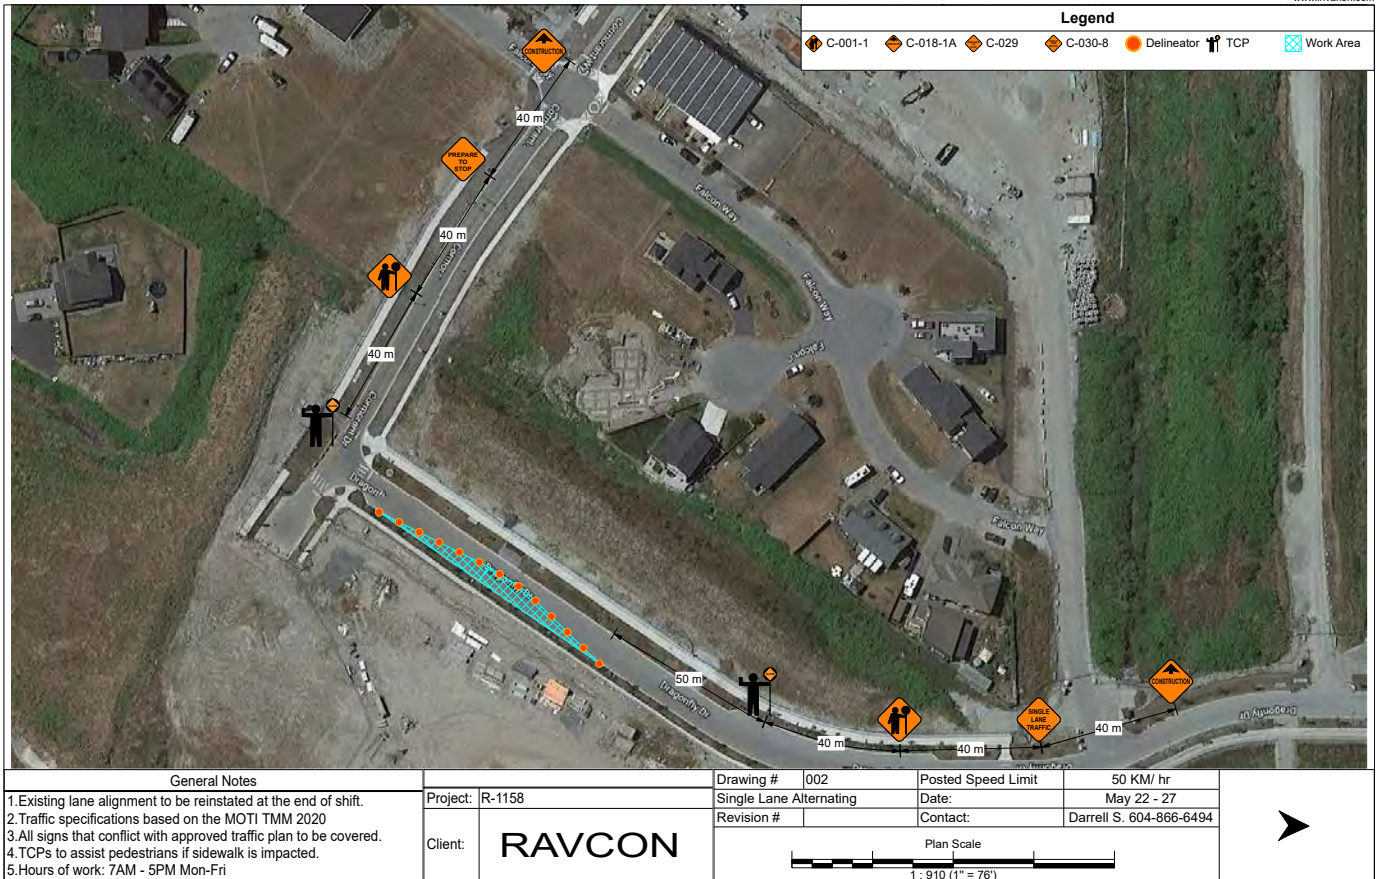 Legend
C-001-1
C-018-1A
C-029
C-030-8
Delineator
TCP
Work Area
CONSTRUCTION
40 m
PREPARE
TO
STOP
40 m
40 m
Cormorant Dr
Falcon Way
Falcon Way
Falcon Way
Dragonfly Dr
50 m
40 m
40 m
SINGLE
LANE
TRAFFIC
40 m
CONSTRUCTION
Dragonfly Dr
General Notes
1.Existing lane alignment to be reinstated at the end of shift.
2.Traffic specifications based on the MOTI TMM 2020
3.All signs that conflict with approved traffic plan to be covered.
4.TCPs to assist pedestrians if sidewalk is impacted.
5.Hours of work: 7AM - 5PM Mon-Fri
Project: R-1158
Client: RAVCON
Drawing # 002
Single Lane Alternating
Revision #
Posted Speed Limit 50 KM/ hr
Date: May 22 - 27
Contact: Darrell S. 604-866-6494
Plan Scale
1 : 910 (1" = 76')